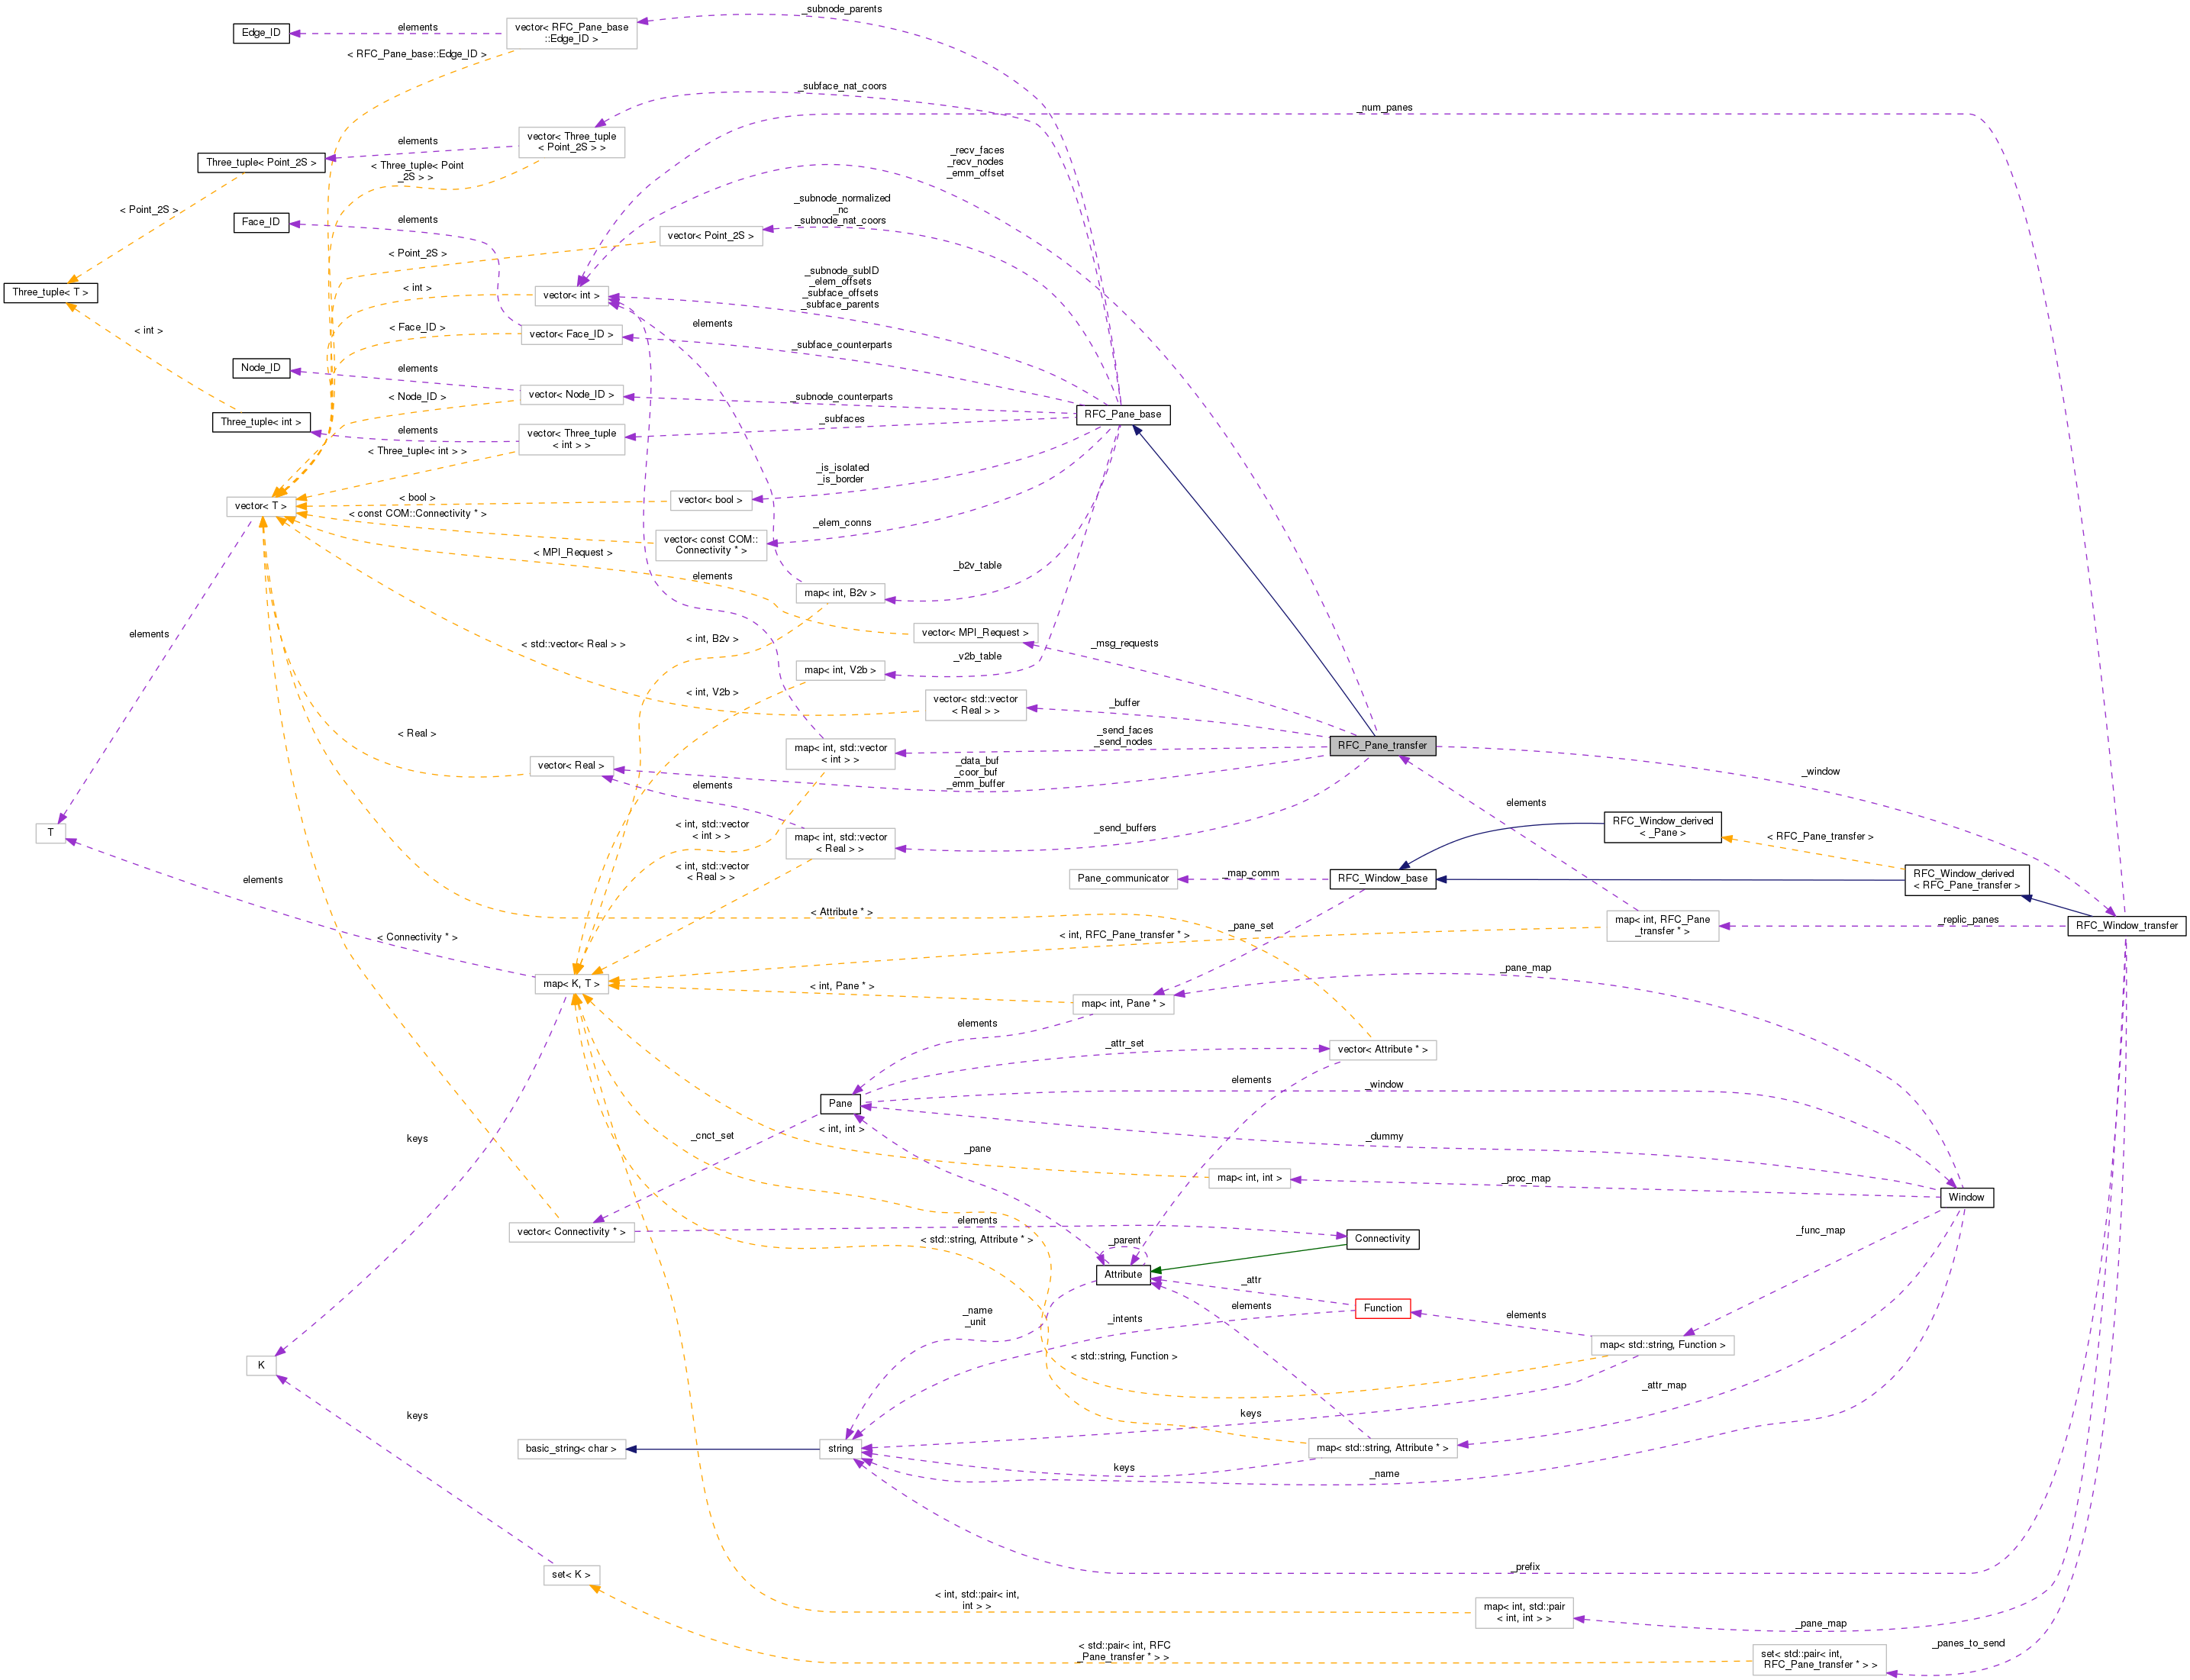 _subnode_parents
Edge_ID
elements
vector< RFC_Pane_base
::Edge_ID >
< RFC_Pane_base::Edge_ID >
_subface_nat_coors
_num_panes
vector< Three_tuple
< Point_2S > >
elements
Three_tuple< Point_2S >
< Three_tuple< Point
_2S > >
_recv_faces
_recv_nodes
_emm_offset
< Point_2S >
_subnode_normalized
_nc
_subnode_nat_coors
Face_ID
elements
vector< Point_2S >
< Point_2S >
Three_tuple< T >
< int >
vector< int >
_subnode_subID
_elem_offsets
_subface_offsets
_subface_parents
< int >
< Face_ID >
vector< Face_ID >
elements
_subface_counterparts
Node_ID
elements
vector< Node_ID >
< Node_ID >
_subnode_counterparts
RFC_Pane_base
Three_tuple< int >
elements
vector< Three_tuple
< int > >
_subfaces
< Three_tuple< int > >
_is_isolated
_is_border
vector< T >
< bool >
vector< bool >
< const COM::Connectivity * >
_elem_conns
vector< const COM::
Connectivity * >
< MPI_Request >
_b2v_table
elements
map< int, B2v >
elements
< std::vector< Real > >
< int, B2v >
vector< MPI_Request >
_msg_requests
_v2b_table
map< int, V2b >
< int, V2b >
vector< std::vector
< Real > >
_buffer
< Real >
_send_faces
_send_nodes
RFC_Pane_transfer
map< int, std::vector
< int > >
vector< Real >
_data_buf
_coor_buf
_emm_buffer
_window
elements
elements
T
< int, std::vector
< int > >
map< int, std::vector
< Real > >
_send_buffers
RFC_Window_derived
< _Pane >
< RFC_Pane_transfer >
elements
< int, std::vector
< Real > >
Pane_communicator
_map_comm
RFC_Window_base
RFC_Window_derived
< RFC_Pane_transfer >
< Attribute * >
_pane_set
map< int, RFC_Pane
_transfer * >
_replic_panes
RFC_Window_transfer
< Connectivity * >
< int, RFC_Pane_transfer * >
_pane_map
map< K, T >
< int, Pane * >
map< int, Pane * >
elements
_attr_set
vector< Attribute * >
elements
_window
Pane
keys
_cnct_set
< int, int >
_dummy
_pane
map< int, int >
_proc_map
Window
vector< Connectivity * >
elements
Connectivity
_func_map
< std::string, Attribute * >
_parent
Attribute
_attr
_name
_unit
_intents
elements
Function
elements
map< std::string, Function >
K
< std::string, Function >
_attr_map
keys
keys
basic_string< char >
string
map< std::string, Attribute * >
keys
_name
set< K >
_prefix
< int, std::pair< int,
int > >
map< int, std::pair
< int, int > >
_pane_map
< std::pair< int, RFC
_Pane_transfer * > >
set< std::pair< int,
RFC_Pane_transfer * > >
_panes_to_send